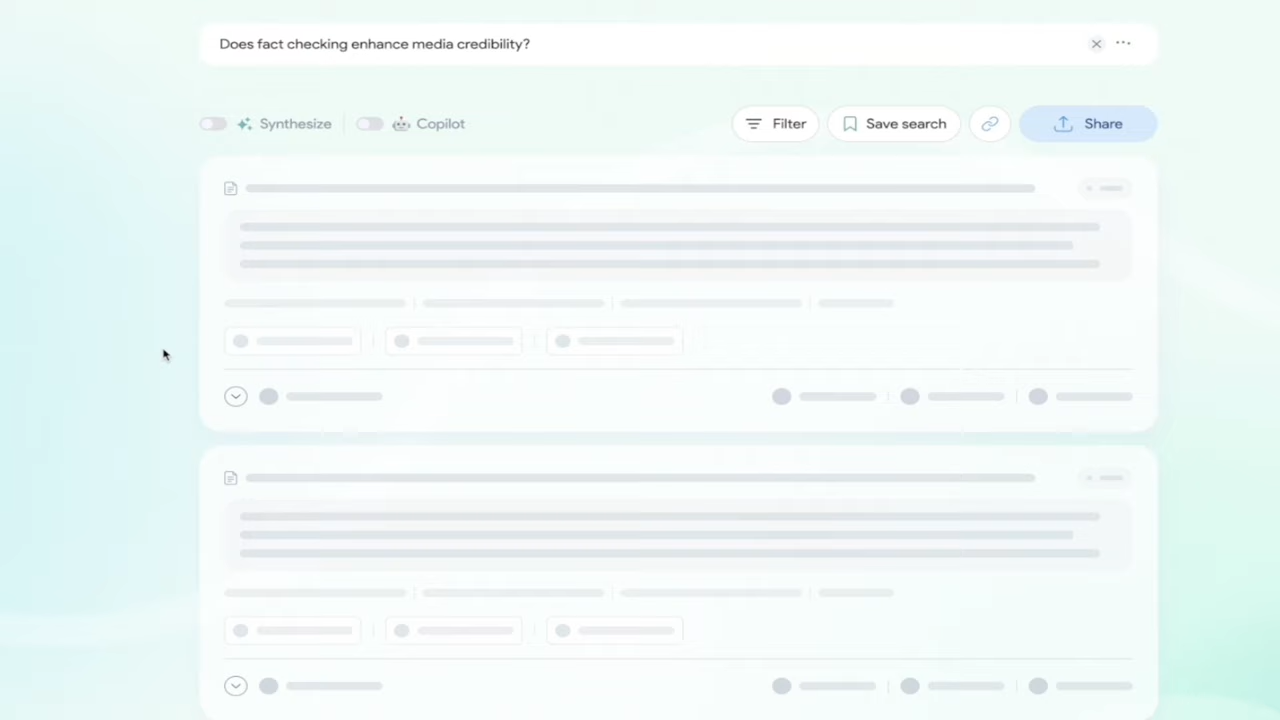 Does fact checking enhance media credibility?
Synthesize Copilot Filter Save search Share